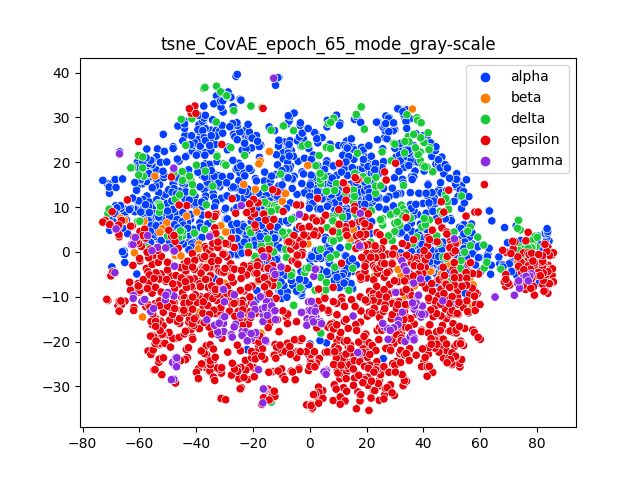 tsne_CovAE_epoch_65_mode_gray-scale
alpha
beta
delta
epsilon
gamma
40
30
20
10
0
−10
−20
−30
−80 −60 −40 −20 0 20 40 60 80